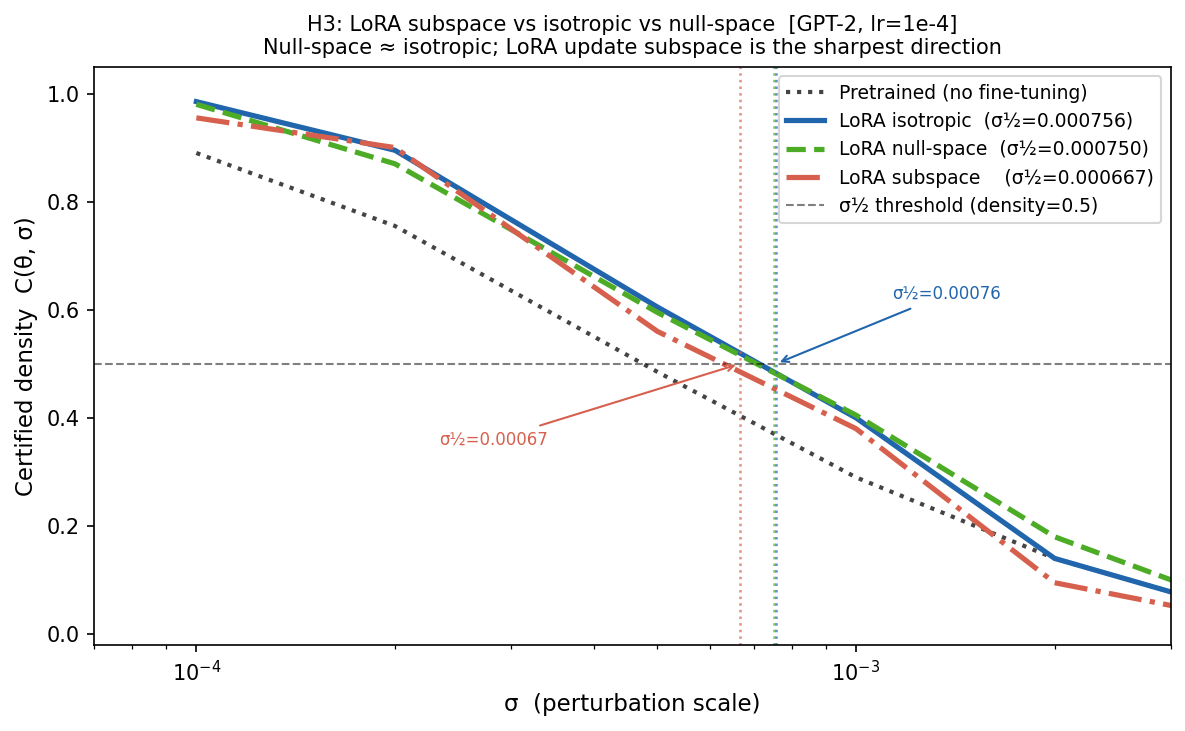 H3: LoRA subspace vs isotropic vs null-space  [GPT-2, lr=1e-4]
Null-space ≈ isotropic; LoRA update subspace is the sharpest direction
Certified density  C(θ, σ)
1.0
0.8
0.6
0.4
0.2
0.0
Pretrained (no fine-tuning)
LoRA isotropic  (σ½=0.000756)
LoRA null-space  (σ½=0.000750)
LoRA subspace    (σ½=0.000667)
σ½ threshold (density=0.5)
σ½=0.00076
σ½=0.00067
10⁻⁴
10⁻³
σ  (perturbation scale)